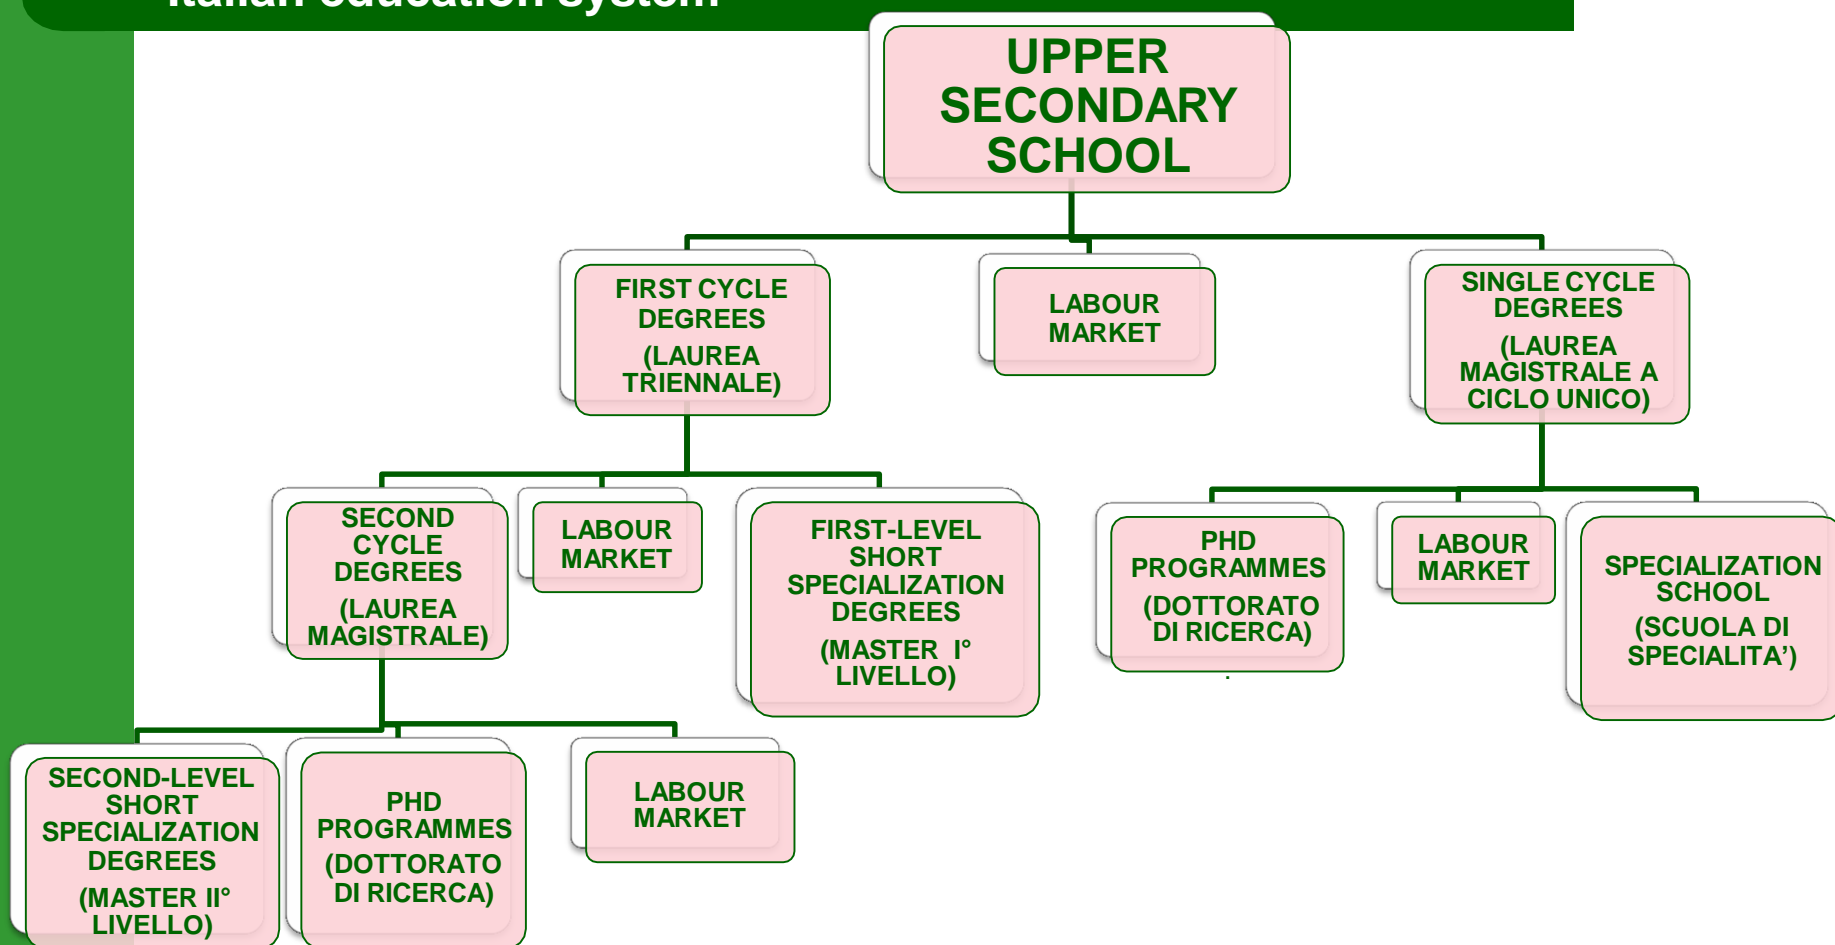 Italian education system
UPPER
SECONDARY
SCHOOL
FIRST CYCLE
DEGREES
(LAUREA
TRIENNALE)
LABOUR
MARKET
SINGLE CYCLE
DEGREES
(LAUREA
MAGISTRALE A
CICLO UNICO)
SECOND
CYCLE
DEGREES
(LAUREA
MAGISTRALE)
LABOUR
MARKET
FIRST-LEVEL
SHORT
SPECIALIZATION
DEGREES
(MASTER I°
LIVELLO)
PHD
PROGRAMMES
(DOTTORATO
DI RICERCA)
.
LABOUR
MARKET
SPECIALIZATION
SCHOOL
(SCUOLA DI
SPECIALITA’)
SECOND-LEVEL
SHORT
SPECIALIZATION
DEGREES
(MASTER II°
LIVELLO)
PHD
PROGRAMMES
(DOTTORATO
DI RICERCA)
LABOUR
MARKET